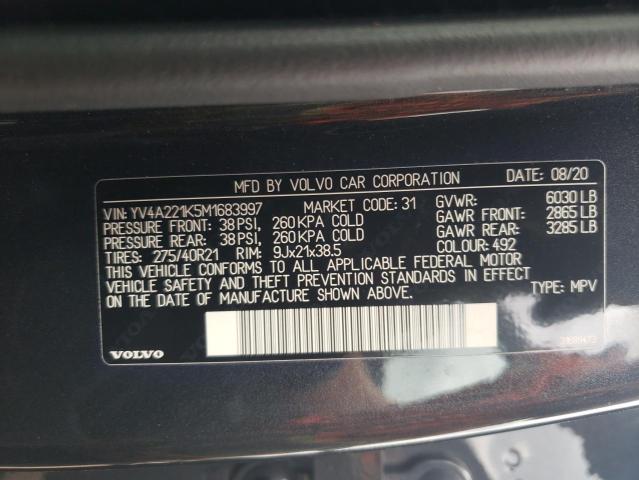 MFD BY VOLVO CAR CORPORATION DATE: 08/20
VIN: YV4A221K5M1683997 MARKET CODE: 31 GVWR: 6030 LB
PRESSURE FRONT: 38 PSI, 260 KPA COLD GAWR FRONT: 2865 LB
PRESSURE REAR: 38 PSI, 260 KPA COLD GAWR REAR: 3285 LB
TIRES: 275/40R21 RIM: 9Jx21x38.5 COLOUR: 492
THIS VEHICLE CONFORMS TO ALL APPLICABLE FEDERAL MOTOR
VEHICLE SAFETY AND THEFT PREVENTION STANDARDS IN EFFECT
ON THE DATE OF MANUFACTURE SHOWN ABOVE. TYPE: MPV
VOLVO